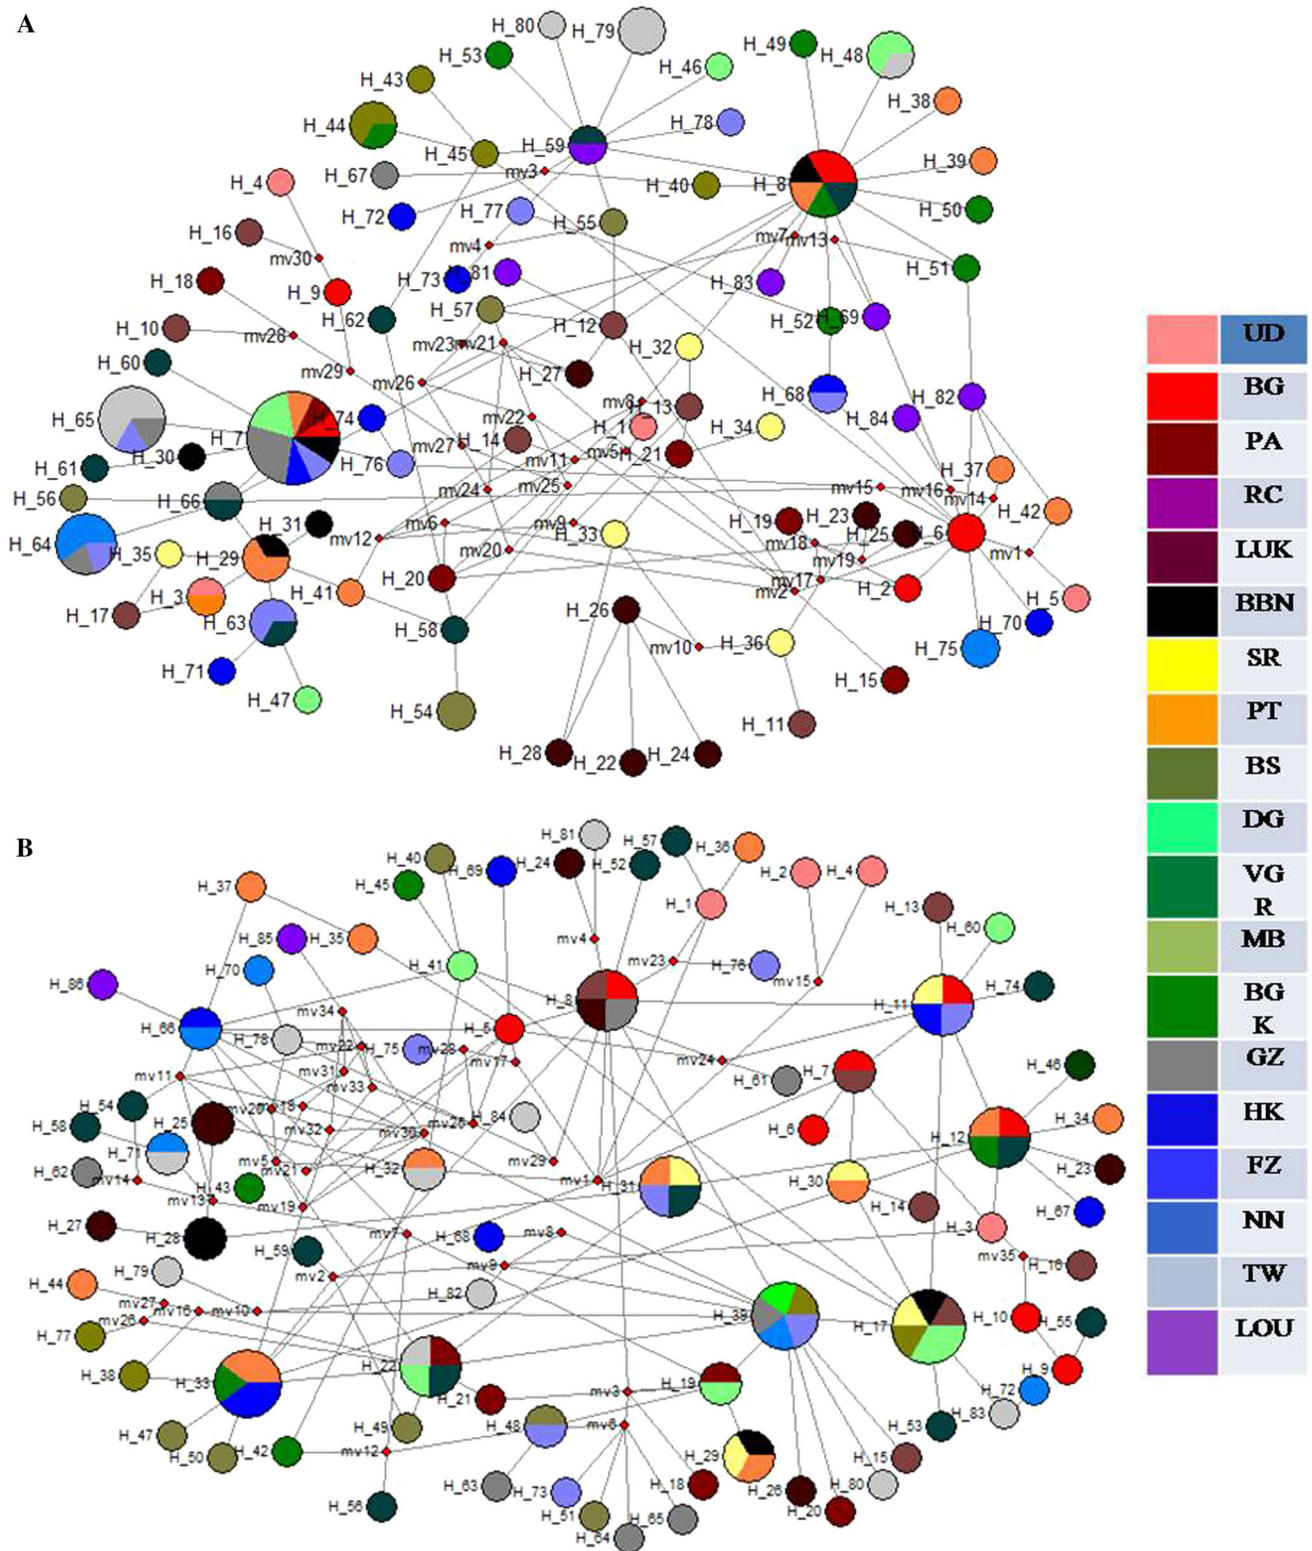 A
H_80
H_79
H_49
H_48
H_53
H_46
H_43
H_38
H_44
H_78
H_45
H_59
H_39
H_67
mv3
H_40
H_8
H_4
H_72
H_77
H_55
H_50
H_16
mv4
mv7
mv13
mv30
H_73
H_81
H_83
H_51
H_18
H_9
H_57
H_62
H_12
H_52
H_69
H_10
mv28
mv23
mv21
H_32
H_60
mv29
mv26
H_27
H_68
H_65
H_7
H_74
mv22
mv8
H_13
H_82
H_14
H_1
H_34
H_84
H_30
H_76
mv27
mv11
mv5
H_21
H_61
H_37
H_56
H_66
mv24
mv25
mv15
mv16
mv14
H_31
mv6
mv9
H_33
H_19
H_23
H_42
H_64
H_35
H_29
mv12
mv20
mv18
H_25
H_6
mv19
mv1
H_3
H_41
H_20
mv17
mv2
H_2
H_5
H_17
H_63
H_58
H_26
H_36
H_70
mv10
H_75
H_71
H_47
H_15
H_54
H_11
H_28
H_22
H_24
UD
BG
PA
RC
LUK
BBN
SR
PT
BS
DG
VG
R
MB
BG
K
GZ
HK
FZ
NN
TW
LOU
B
H_81
H_57
H_36
H_40
H_24
H_52
H_2
H_4
H_37
H_45
H_69
H_1
H_13
H_60
H_85
H_35
mv4
H_70
H_41
mv23
H_76
mv15
H_74
H_86
H_8
H_11
mv34
H_66
H_78
H_5
mv22
H_75
mv28
mv17
mv24
mv11
mv31
H_61
H_7
H_46
mv33
H_54
mv20
mv18
H_34
H_58
H_25
mv32
mv30
mv25
H_84
H_6
H_12
H_71
mv5
mv21
H_32
mv29
H_23
H_62
mv14
H_43
mv1
H_31
H_30
mv13
mv19
H_14
H_67
H_27
H_28
mv7
H_68
mv8
H_3
H_59
mv35
H_79
mv2
mv9
H_16
H_44
H_82
mv27
mv16
mv10
H_39
H_17
H_10
H_55
mv26
H_77
H_22
H_9
H_38
H_33
H_19
H_72
H_21
mv3
H_83
H_47
H_49
H_48
mv6
H_53
H_50
H_42
mv12
H_29
H_15
H_63
H_73
H_18
H_26
H_80
H_56
H_51
H_65
H_20
H_64